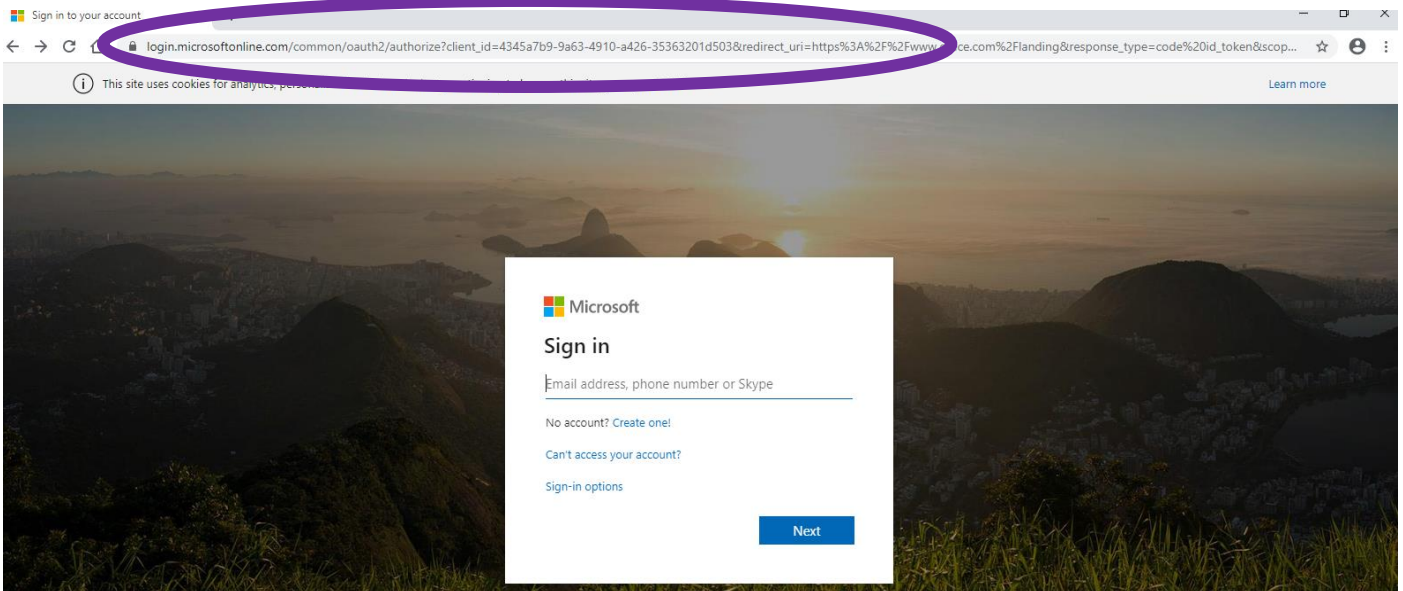 Sign in to your account
login.microsoftonline.com/common/oauth2/authorize?client_id=4345a7b9-9a63-4910-a426-35363201d503&redirect_uri=https%3A%2F%2Fwww. ce.com%2Flanding&response_type=code%20id_token&scop...
This site uses cookies for analytics,
Learn more
Microsoft
Sign in
Email address, phone number or Skype
No account? Create one!
Can't access your account?
Sign-in options
Next